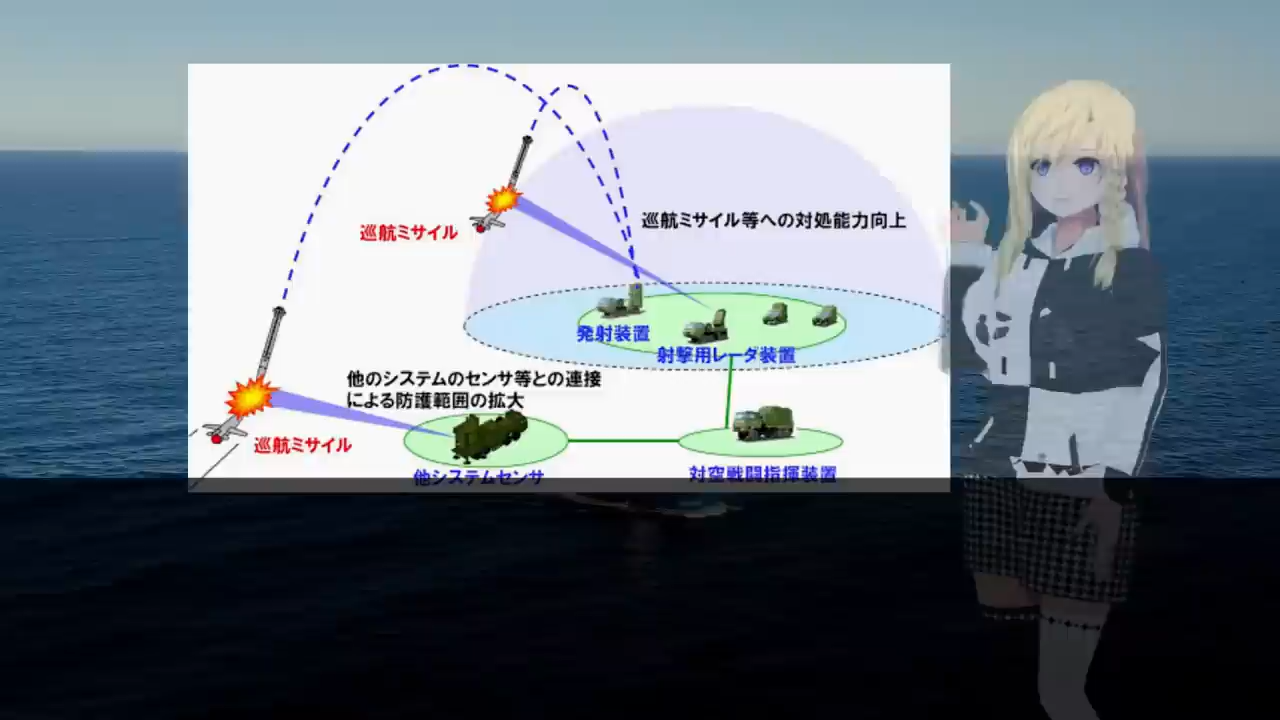 巡航ミサイル等への対処能力向上
巡航ミサイル
発射装置
射撃用レーダ装置
他のシステムのセンサ等との連接
による防護範囲の拡大
巡航ミサイル
他システムセンサ
対空戦闘指揮装置